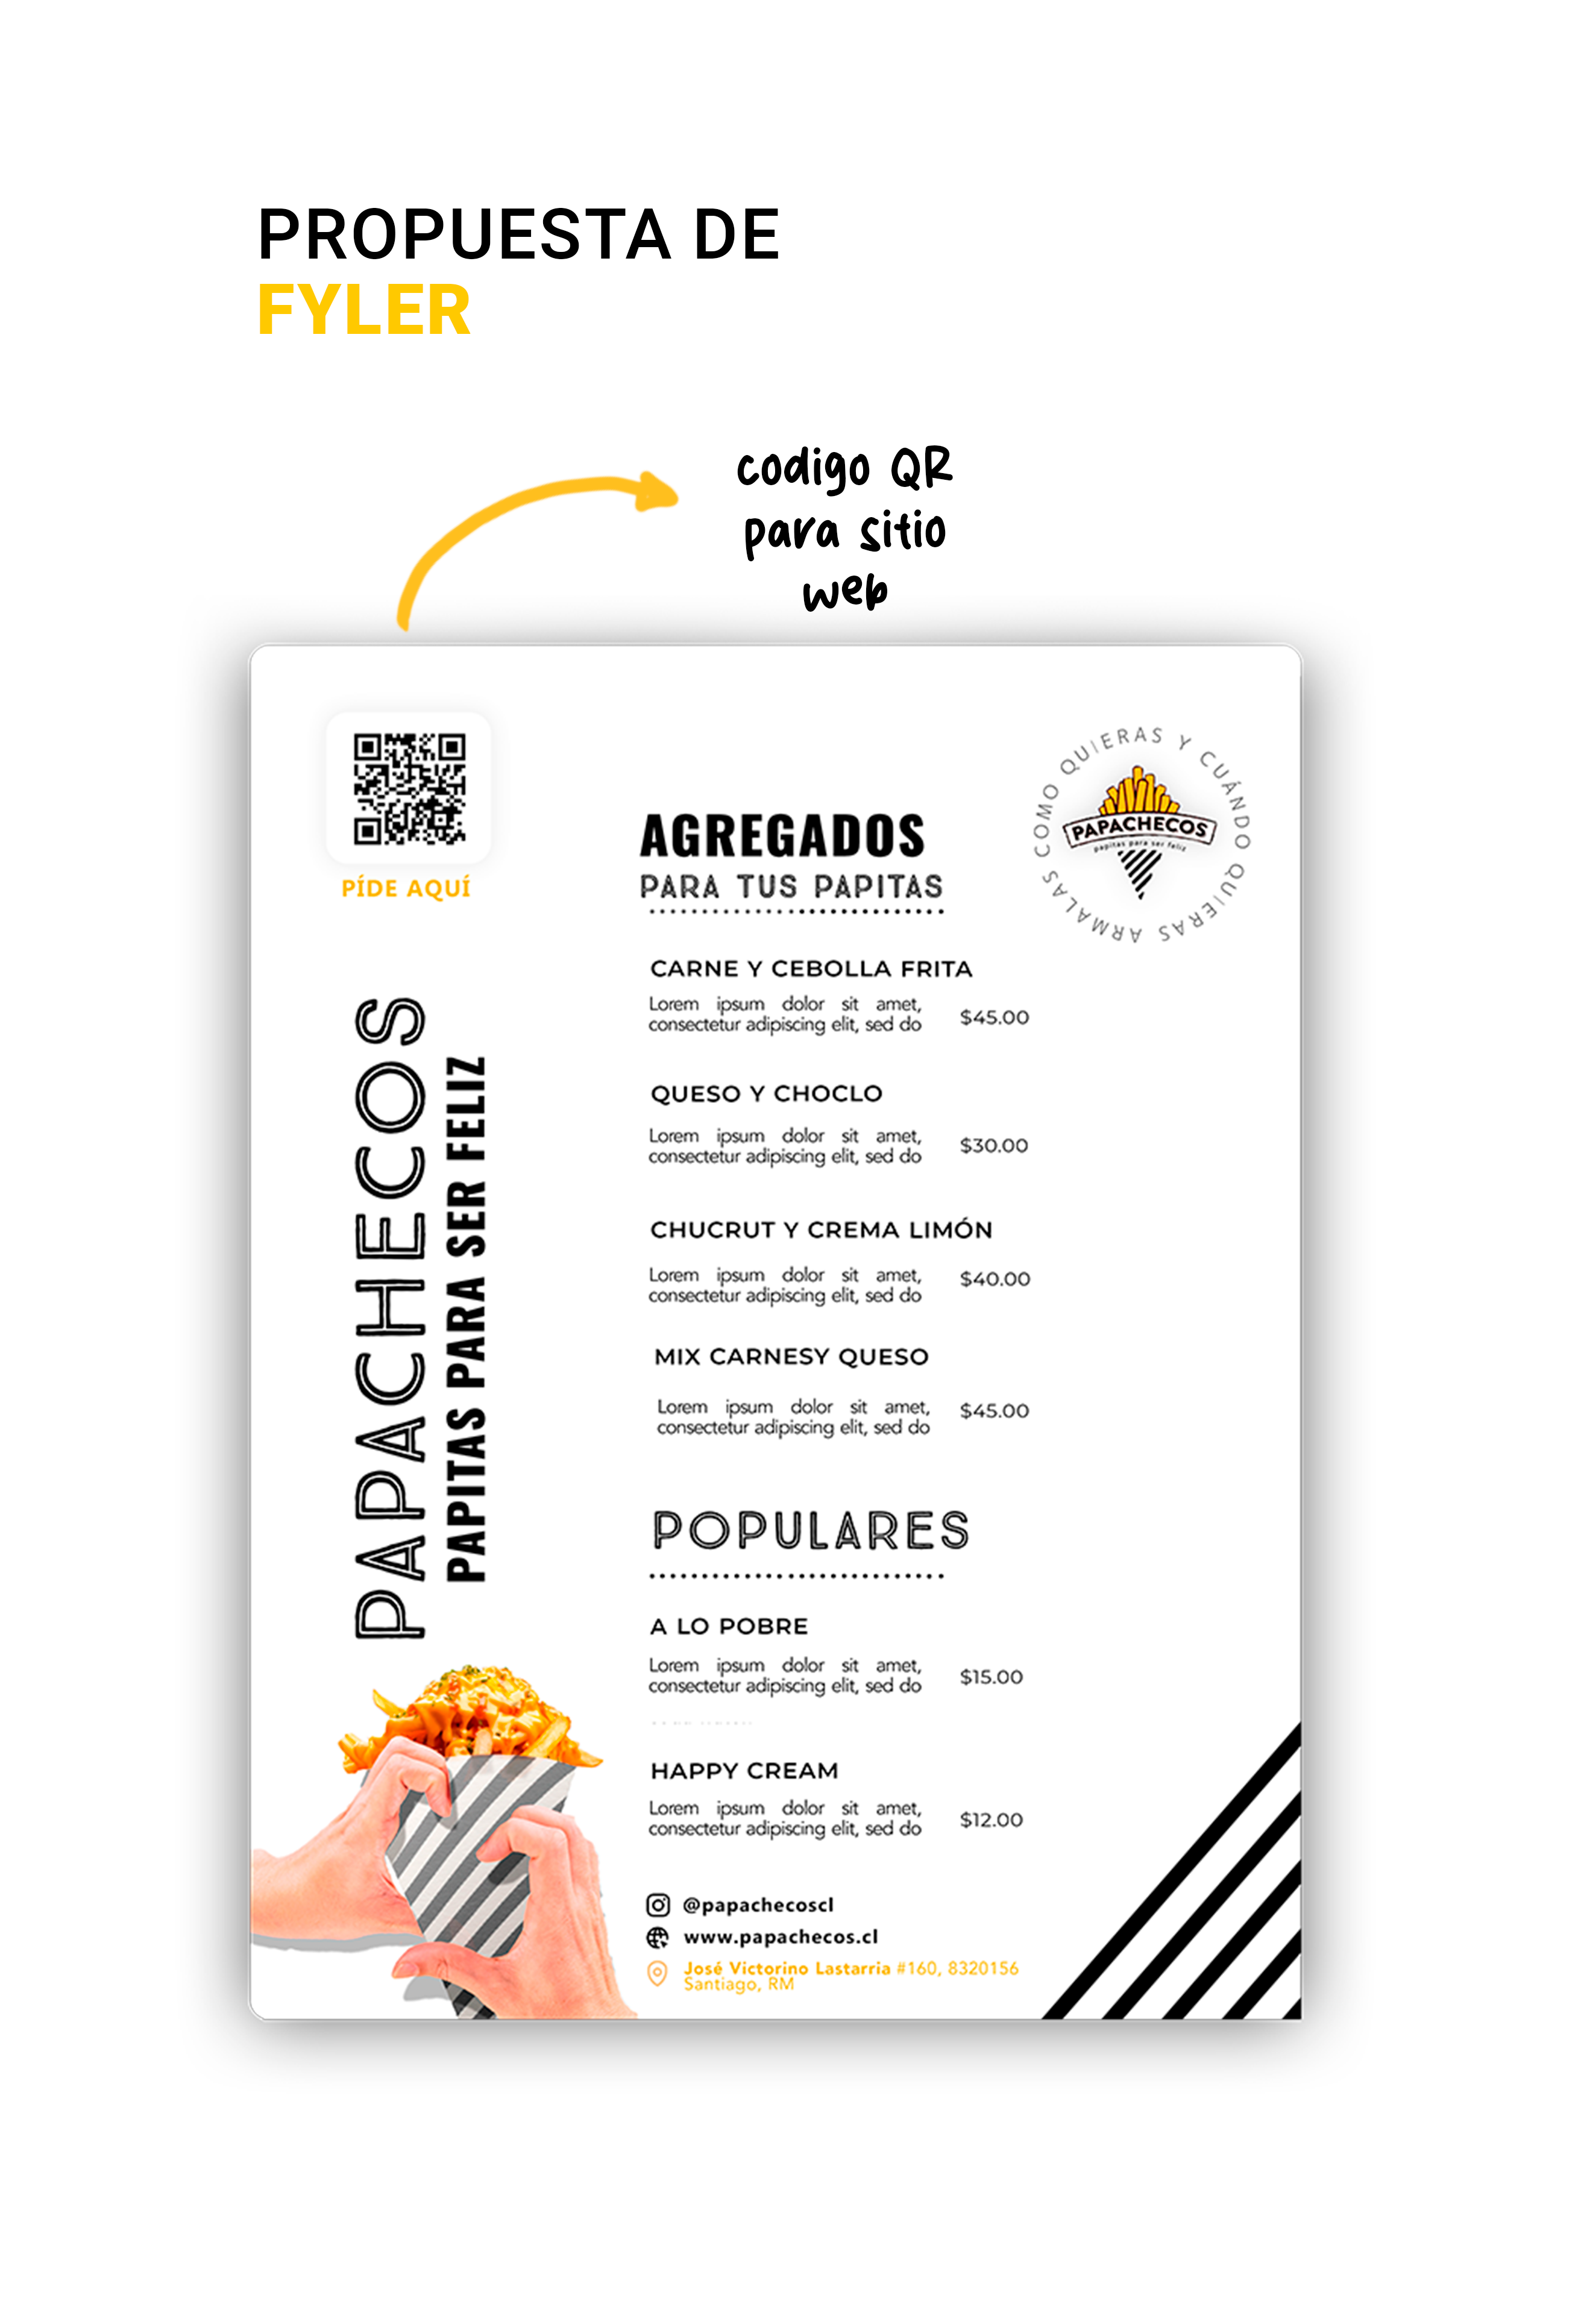 PROPUESTA DE
FYLER
codigo QR
para sitio
web
PÍDE AQUÍ
PAPACHECOS
PAPITAS PARA SER FELIZ
AGREGADOS
PARA TUS PAPITAS
ARMALAS COMO QUIERAS Y CUÁNDO QUIERAS
PAPACHECOS
papitas para ser feliz
CARNE Y CEBOLLA FRITA
Lorem ipsum dolor sit amet,
consectetur adipiscing elit, sed do
$45.00
QUESO Y CHOCLO
Lorem ipsum dolor sit amet,
consectetur adipiscing elit, sed do
$30.00
CHUCRUT Y CREMA LIMÓN
Lorem ipsum dolor sit amet,
consectetur adipiscing elit, sed do
$40.00
MIX CARNESY QUESO
Lorem ipsum dolor sit amet,
consectetur adipiscing elit, sed do
$45.00
POPULARES
A LO POBRE
Lorem ipsum dolor sit amet,
consectetur adipiscing elit, sed do
$15.00
HAPPY CREAM
Lorem ipsum dolor sit amet,
consectetur adipiscing elit, sed do
$12.00
@papachecoscl
www.papachecos.cl
José Victorino Lastarria #160, 8320156
Santiago, RM